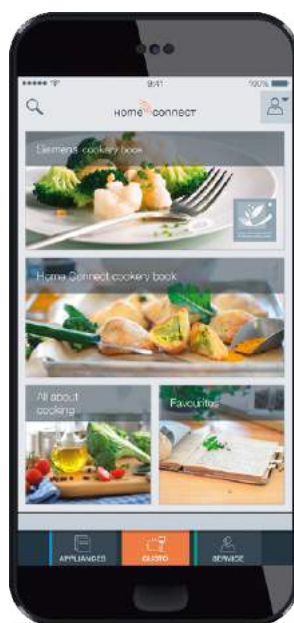 9:41
100%
Home connect
Siemens cookery book
Home Connect cookery book
All about
cooking
Favourites
APPLIANCES
GUSTO
SERVICE